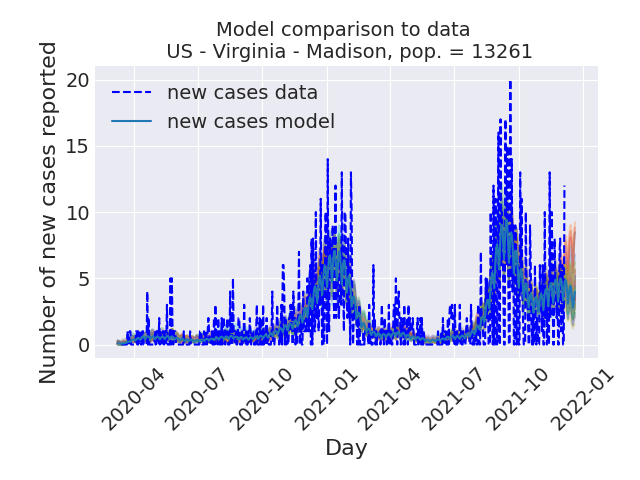 Model comparison to data
US - Virginia - Madison, pop. = 13261
Number of new cases reported
20
15
10
5
0
new cases data
new cases model
2020-04
2020-07
2020-10
2021-01
2021-04
2021-07
2021-10
2022-01
Day